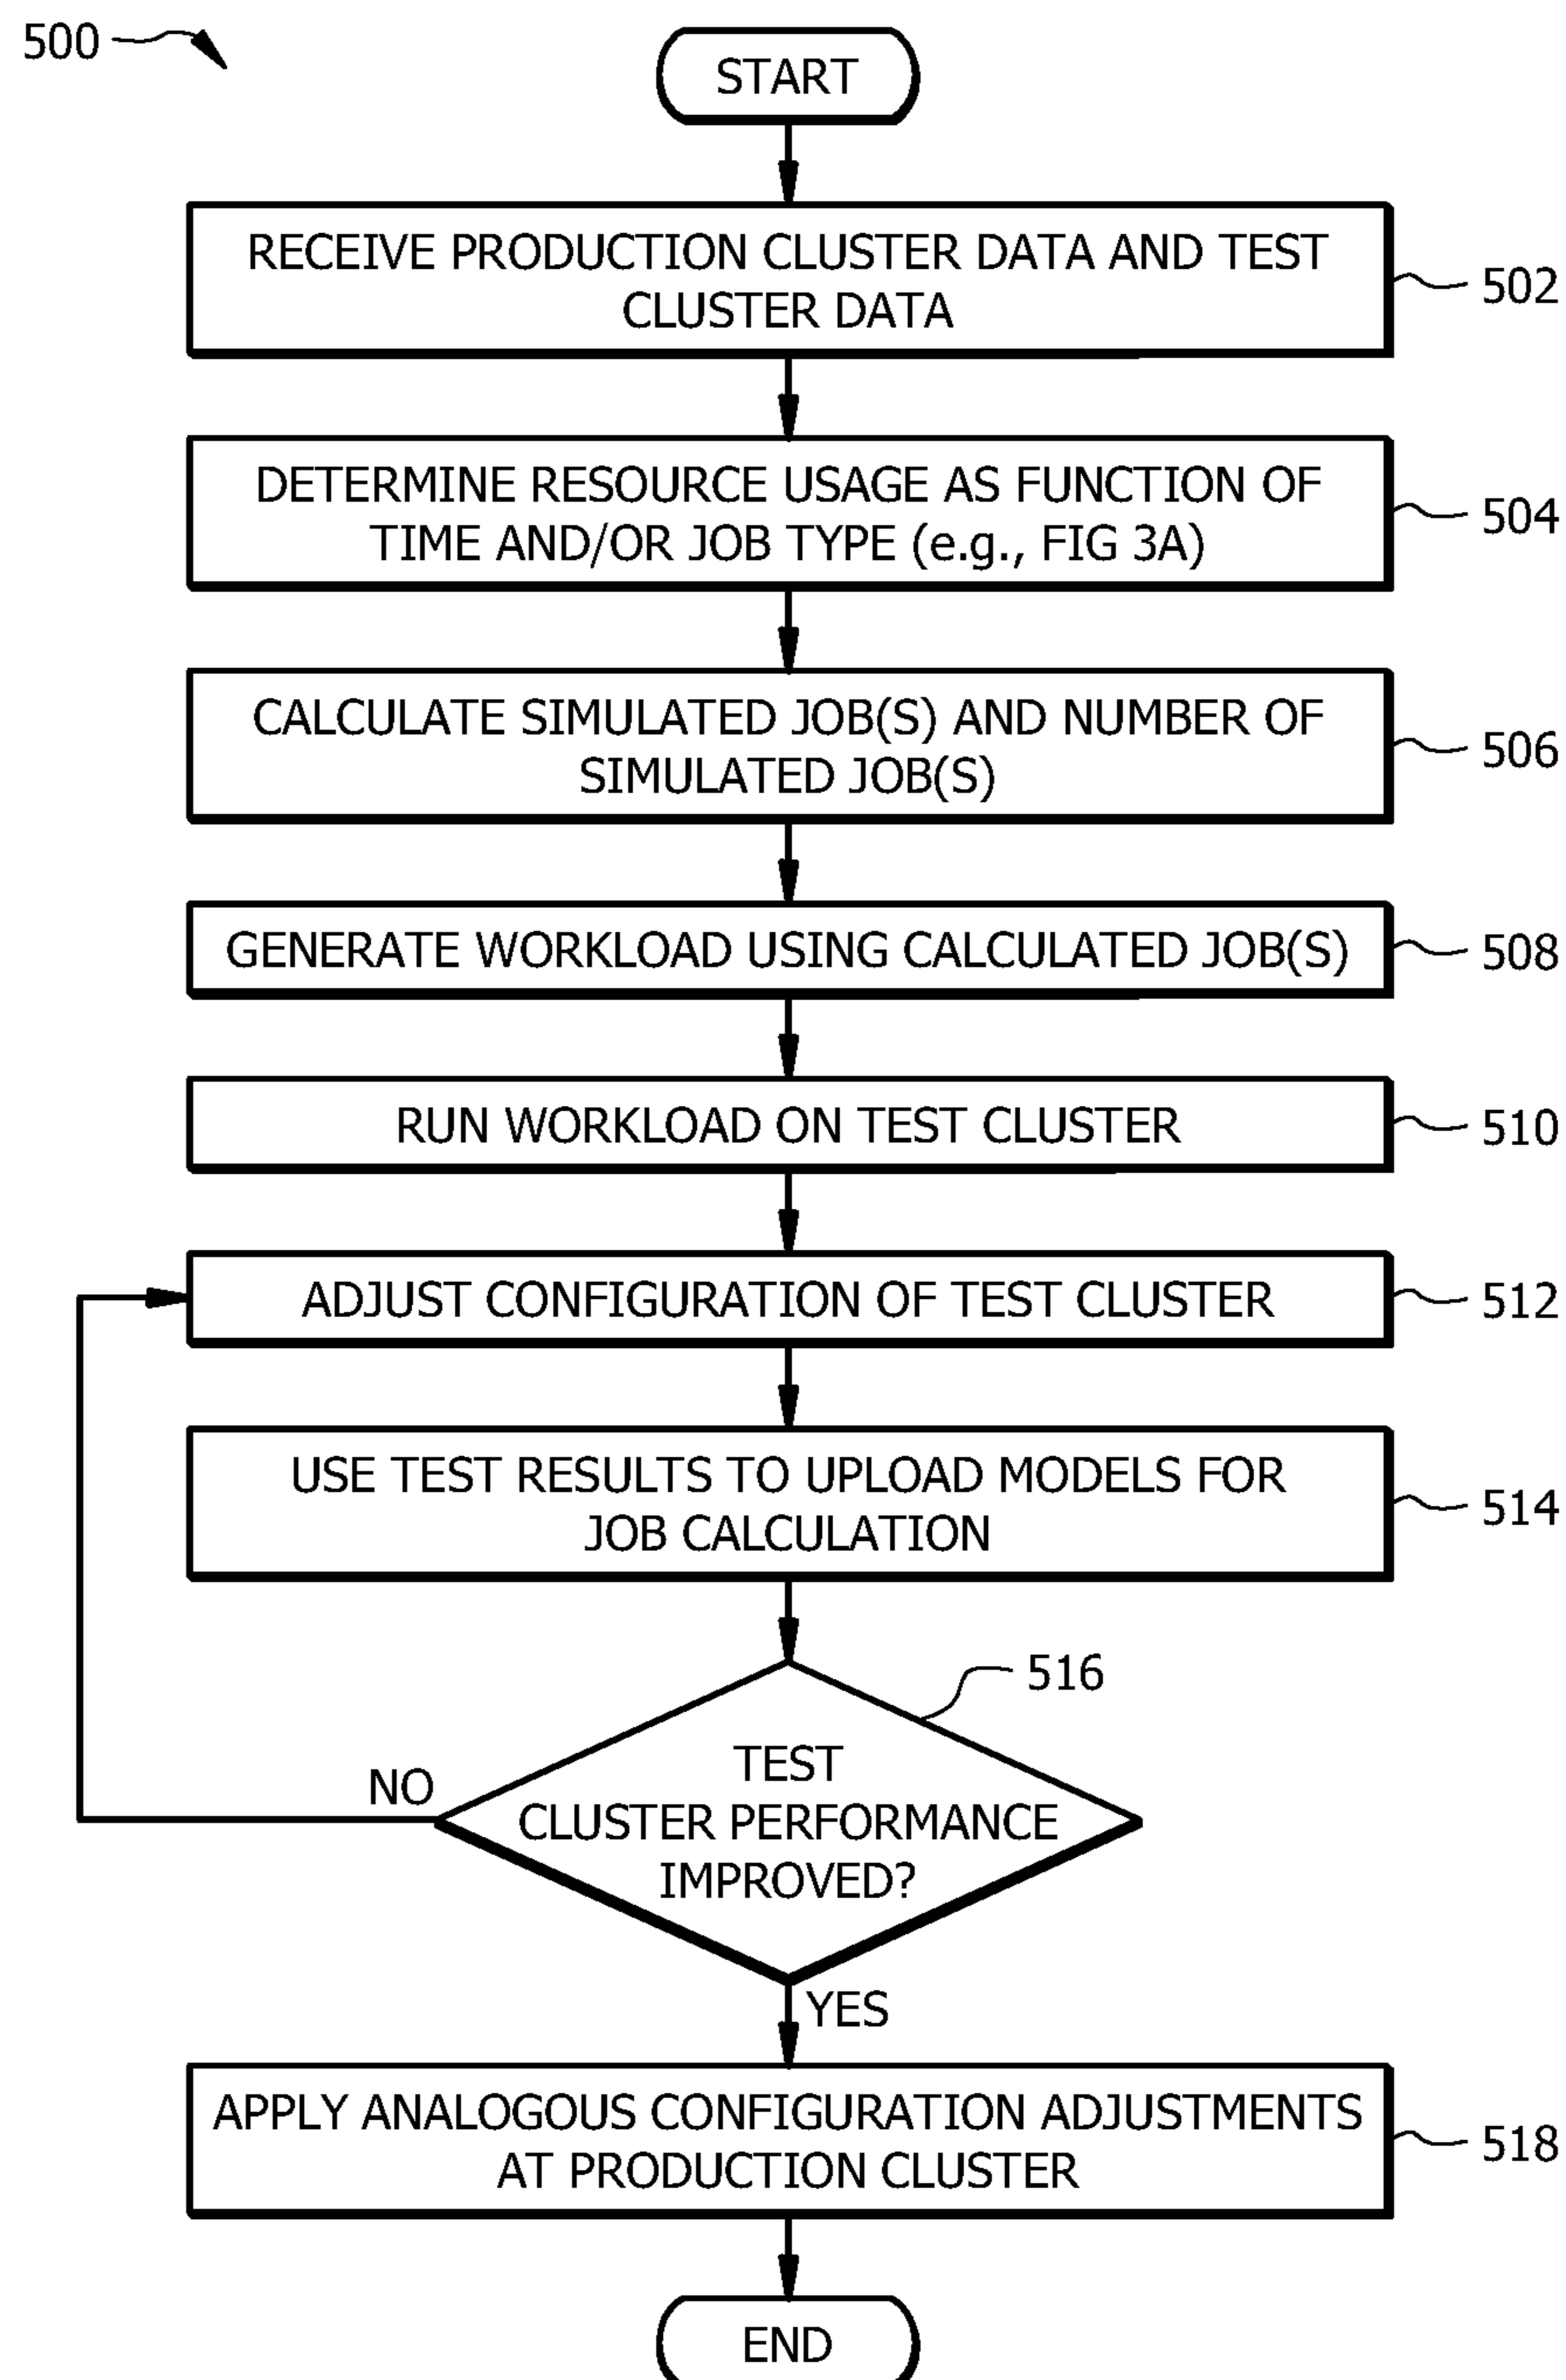 500
START
RECEIVE PRODUCTION CLUSTER DATA AND TEST
CLUSTER DATA
502
DETERMINE RESOURCE USAGE AS FUNCTION OF
TIME AND/OR JOB TYPE (e.g., FIG 3A)
504
CALCULATE SIMULATED JOB(S) AND NUMBER OF
SIMULATED JOB(S)
506
GENERATE WORKLOAD USING CALCULATED JOB(S)
508
RUN WORKLOAD ON TEST CLUSTER
510
ADJUST CONFIGURATION OF TEST CLUSTER
512
USE TEST RESULTS TO UPLOAD MODELS FOR
JOB CALCULATION
514
516
TEST
CLUSTER PERFORMANCE
IMPROVED?
NO
YES
APPLY ANALOGOUS CONFIGURATION ADJUSTMENTS
AT PRODUCTION CLUSTER
518
END